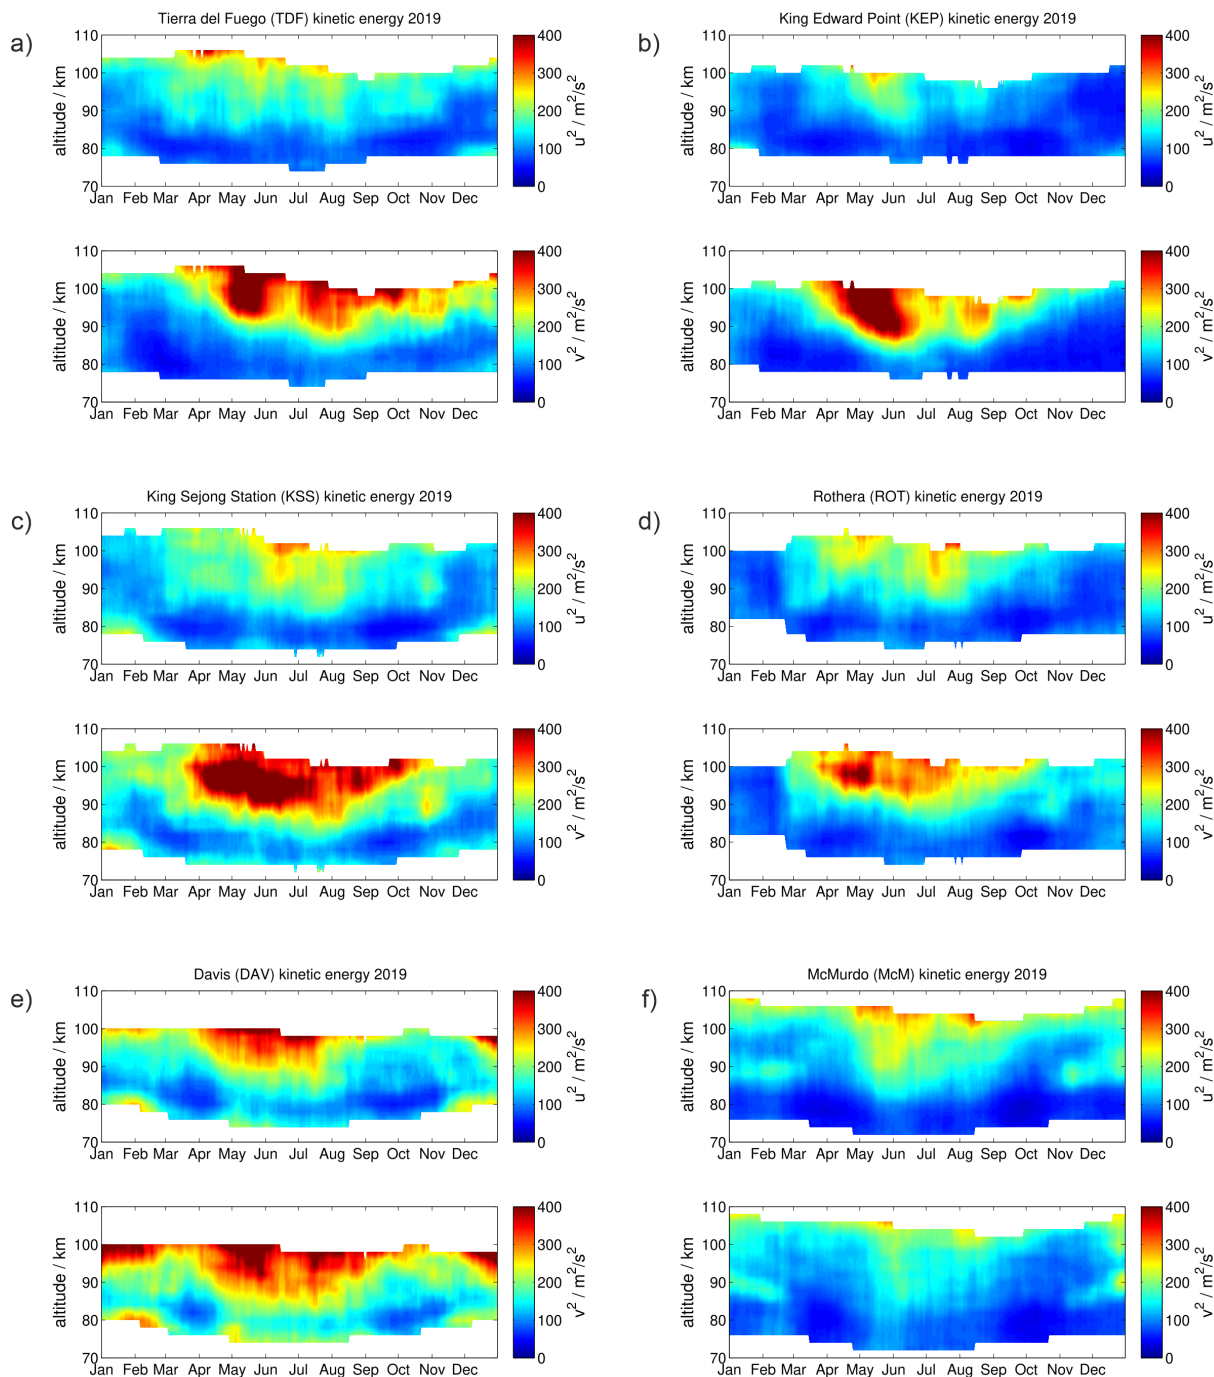 a)
Tierra del Fuego (TDF) kinetic energy 2019
110
100
90
80
70
altitude / km
Jan Feb Mar Apr May Jun Jul Aug Sep Oct Nov Dec
400
300
200
100
0
u² / m²/s²
110
100
90
80
70
altitude / km
Jan Feb Mar Apr May Jun Jul Aug Sep Oct Nov Dec
400
300
200
100
0
v² / m²/s²
b)
King Edward Point (KEP) kinetic energy 2019
110
100
90
80
70
altitude / km
Jan Feb Mar Apr May Jun Jul Aug Sep Oct Nov Dec
400
300
200
100
0
u² / m²/s²
110
100
90
80
70
altitude / km
Jan Feb Mar Apr May Jun Jul Aug Sep Oct Nov Dec
400
300
200
100
0
v² / m²/s²
c)
King Sejong Station (KSS) kinetic energy 2019
110
100
90
80
70
altitude / km
Jan Feb Mar Apr May Jun Jul Aug Sep Oct Nov Dec
400
300
200
100
0
u² / m²/s²
110
100
90
80
70
altitude / km
Jan Feb Mar Apr May Jun Jul Aug Sep Oct Nov Dec
400
300
200
100
0
v² / m²/s²
d)
Rothera (ROT) kinetic energy 2019
110
100
90
80
70
altitude / km
Jan Feb Mar Apr May Jun Jul Aug Sep Oct Nov Dec
400
300
200
100
0
u² / m²/s²
110
100
90
80
70
altitude / km
Jan Feb Mar Apr May Jun Jul Aug Sep Oct Nov Dec
400
300
200
100
0
v² / m²/s²
e)
Davis (DAV) kinetic energy 2019
110
100
90
80
70
altitude / km
Jan Feb Mar Apr May Jun Jul Aug Sep Oct Nov Dec
400
300
200
100
0
u² / m²/s²
110
100
90
80
70
altitude / km
Jan Feb Mar Apr May Jun Jul Aug Sep Oct Nov Dec
400
300
200
100
0
v² / m²/s²
f)
McMurdo (McM) kinetic energy 2019
110
100
90
80
70
altitude / km
Jan Feb Mar Apr May Jun Jul Aug Sep Oct Nov Dec
400
300
200
100
0
u² / m²/s²
110
100
90
80
70
altitude / km
Jan Feb Mar Apr May Jun Jul Aug Sep Oct Nov Dec
400
300
200
100
0
v² / m²/s²